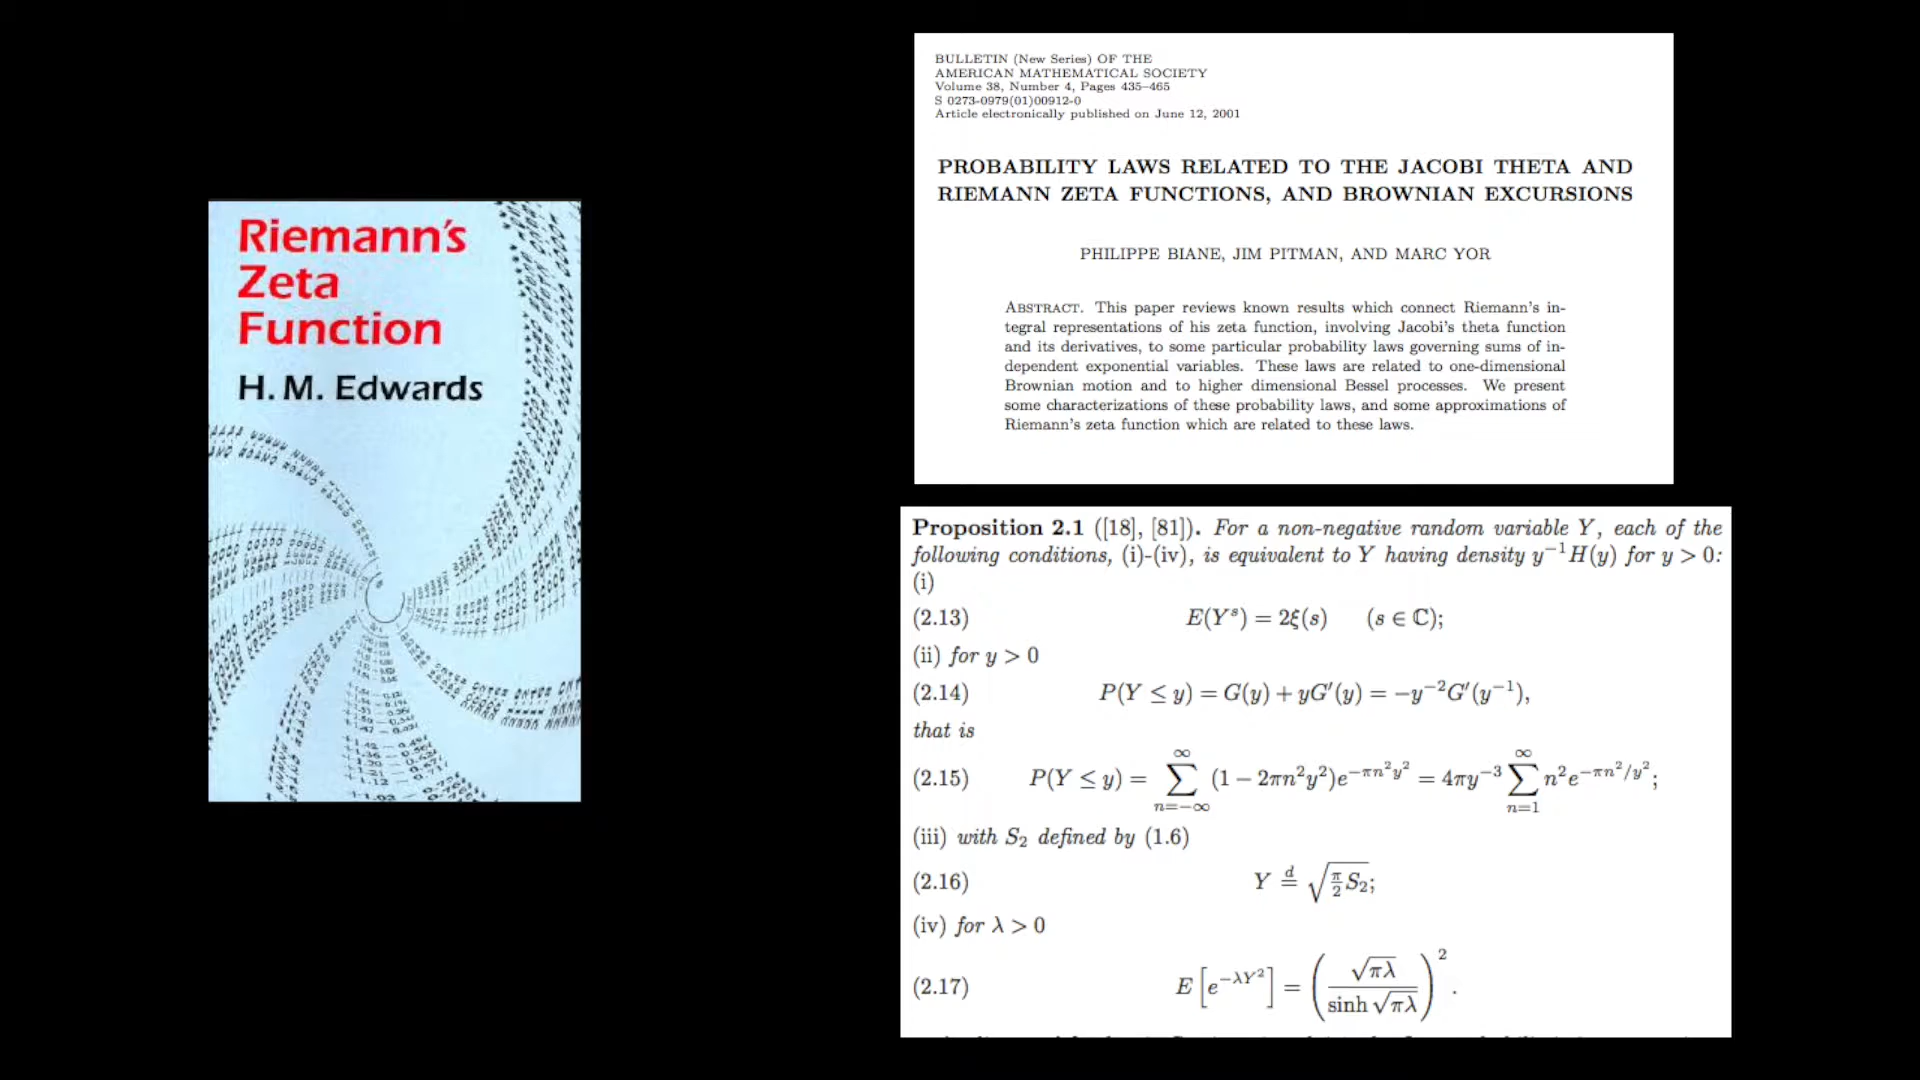 Riemann's
Zeta
Function
H. M. Edwards
BULLETIN (New Series) OF THE
AMERICAN MATHEMATICAL SOCIETY
Volume 38, Number 4, Pages 435–465
S 0273-0979(01)00912-0
Article electronically published on June 12, 2001
PROBABILITY LAWS RELATED TO THE JACOBI THETA AND
RIEMANN ZETA FUNCTIONS, AND BROWNIAN EXCURSIONS
PHILIPPE BIANE, JIM PITMAN, AND MARC YOR
ABSTRACT. This paper reviews known results which connect Riemann's in-
tegral representations of his zeta function, involving Jacobi's theta function
and its derivatives, to some particular probability laws governing sums of in-
dependent exponential variables. These laws are related to one-dimensional
Brownian motion and to higher dimensional Bessel processes. We present
some characterizations of these probability laws, and some approximations of
Riemann's zeta function which are related to these laws.
Proposition 2.1 ([18], [81]). For a non-negative random variable Y, each of the
following conditions, (i)-(iv), is equivalent to Y having density y⁻¹H(y) for y > 0:
(i)
(2.13) E(Yˢ) = 2ξ(s) (s ∈ ℂ);
(ii) for y > 0
(2.14) P(Y ≤ y) = G(y) + yG′(y) = −y⁻²G′(y⁻¹),
that is
(2.15) P(Y ≤ y) = ∑_{n=−∞}^{∞} (1 − 2πn²y²)e^{−πn²y²} = 4πy⁻³ ∑_{n=1}^{∞} n²e^{−πn²/y²};
(iii) with S₂ defined by (1.6)
(2.16) Y =^d √(π/2 S₂);
(iv) for λ > 0
(2.17) E[e^{−λY²}] = (√πλ / sinh √πλ)².